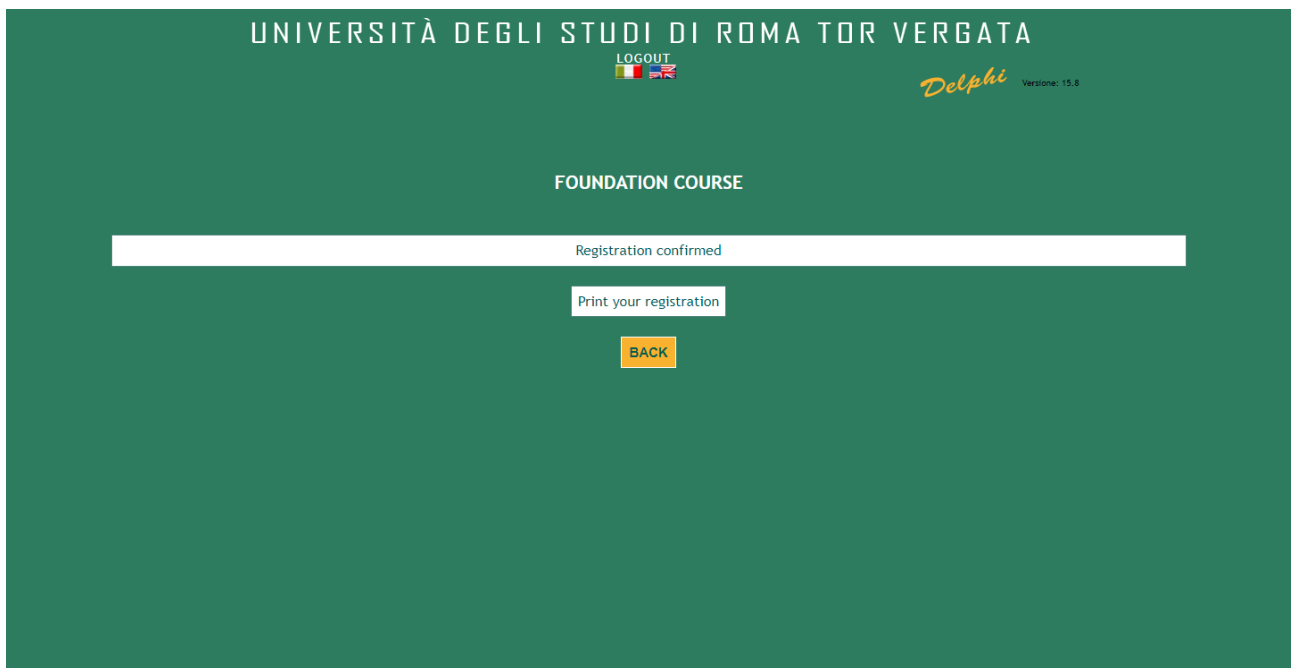 UNIVERSITÀ DEGLI STUDI DI ROMA TOR VERGATA
LOGOUT
Delphi Versione: 15.8
FOUNDATION COURSE
Registration confirmed
Print your registration
BACK